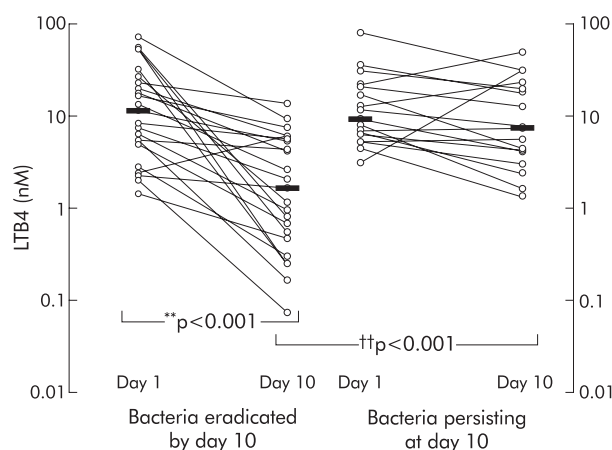 100
10
1
0.1
0.01
LTB4 (nM)
100
10
1
0.1
0.01
**p<0.001
††p<0.001
Day 1
Day 10
Day 1
Day 10
Bacteria eradicated
by day 10
Bacteria persisting
at day 10